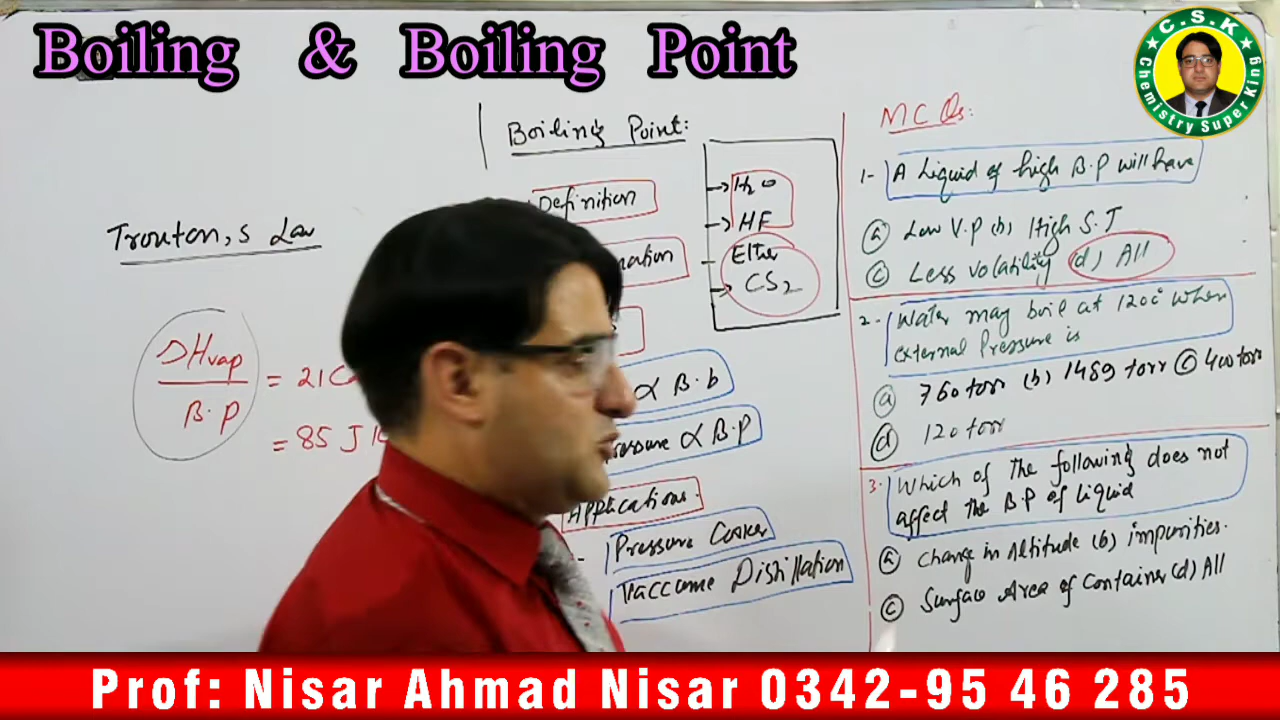 Boiling & Boiling Point
C.S.K
Chemistry Super King
Trouton,s Law
ΔHvap
B.P
= 21 C
= 85 J K
Boiling Point:
Definition
mation
α B.b
Pressure α B.P
Applications.
Pressure Cooker
Vaccume Distillation
→ H2O
→ HF
- Ether
→ CS2
MCQs:
1- A Liquid of high B.P will have
(a) Low V.P (b) High S.T
(c) Less volatility (d) All
2- Water may boil at 120c° when
external Pressure is
(a) 760 torr (b) 1489 torr (c) 400 torr
(d) 120 torr
3. Which of the following does not
affect the B.P of Liquid
(a) Change in Altitude (b) impurities.
(c) Surface Area of Container (d) All
Prof: Nisar Ahmad Nisar 0342-95 46 285